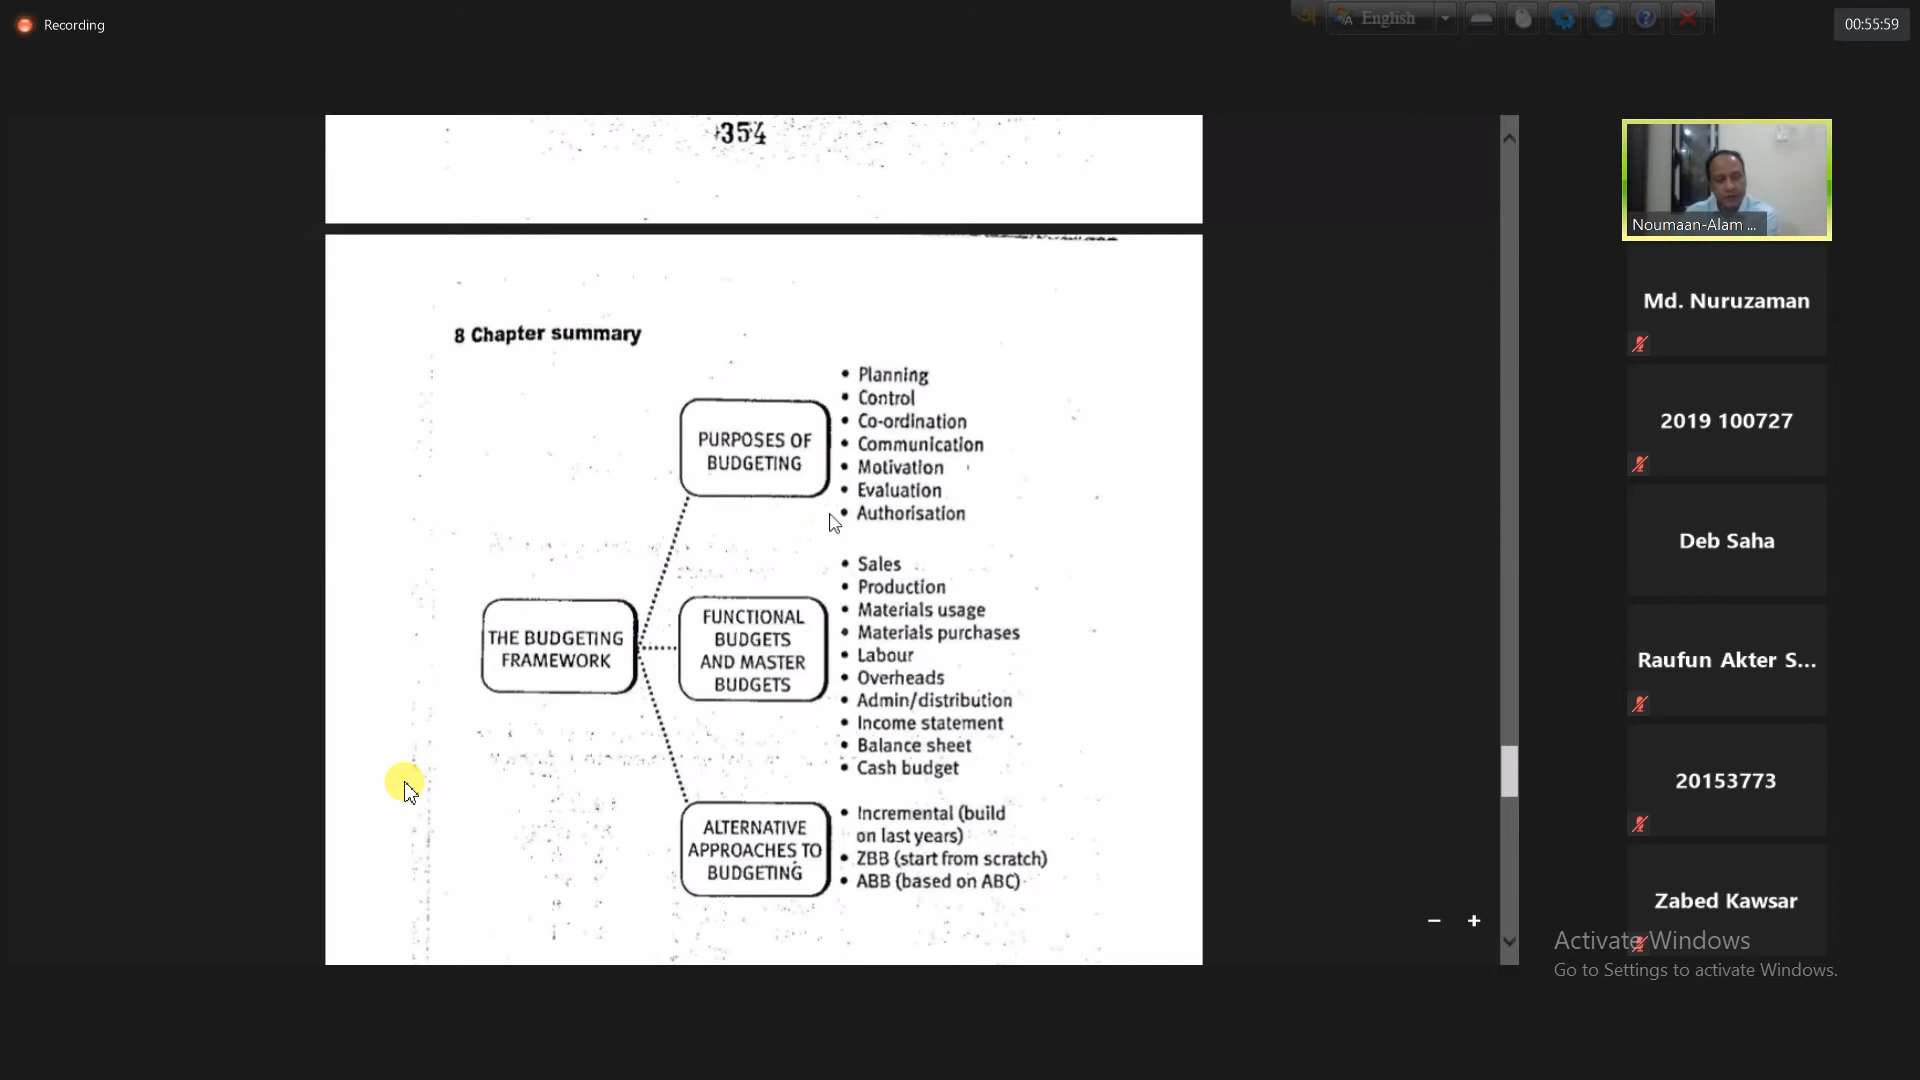 Recording
English
00:55:59
354
8 Chapter summary
PURPOSES OF
BUDGETING
• Planning
• Control
• Co-ordination
• Communication
• Motivation
• Evaluation
• Authorisation
THE BUDGETING
FRAMEWORK
FUNCTIONAL
BUDGETS
AND MASTER
BUDGETS
• Sales
• Production
• Materials usage
• Materials purchases
• Labour
• Overheads
• Admin/distribution
• Income statement
• Balance sheet
• Cash budget
ALTERNATIVE
APPROACHES TO
BUDGETING
• Incremental (build
on last years)
• ZBB (start from scratch)
• ABB (based on ABC)
Noumaan-Alam ...
Md. Nuruzaman
2019 100727
Deb Saha
Raufun Akter S...
20153773
Zabed Kawsar
Activate Windows
Go to Settings to activate Windows.